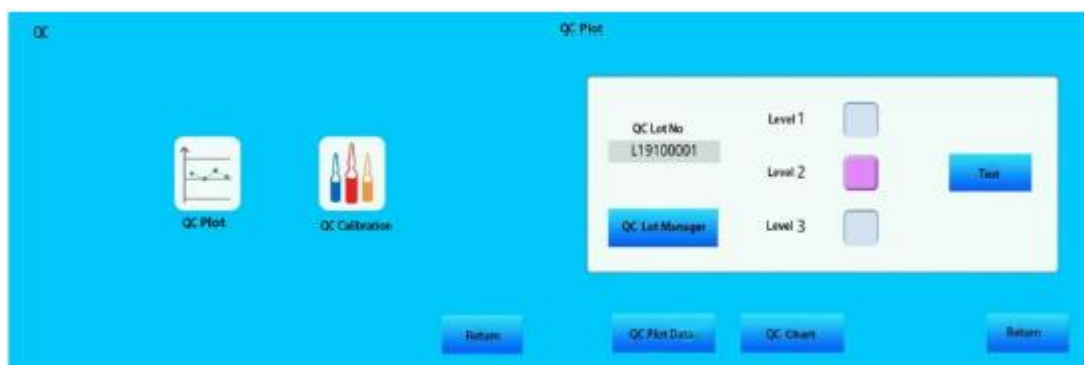 QC
QC Plot
QC Calibration
Return
QC Plot
QC Lot No
L19100001
QC Lot Manager
Level 1
Level 2
Level 3
Test
QC Plot Data
QC Chart
Return